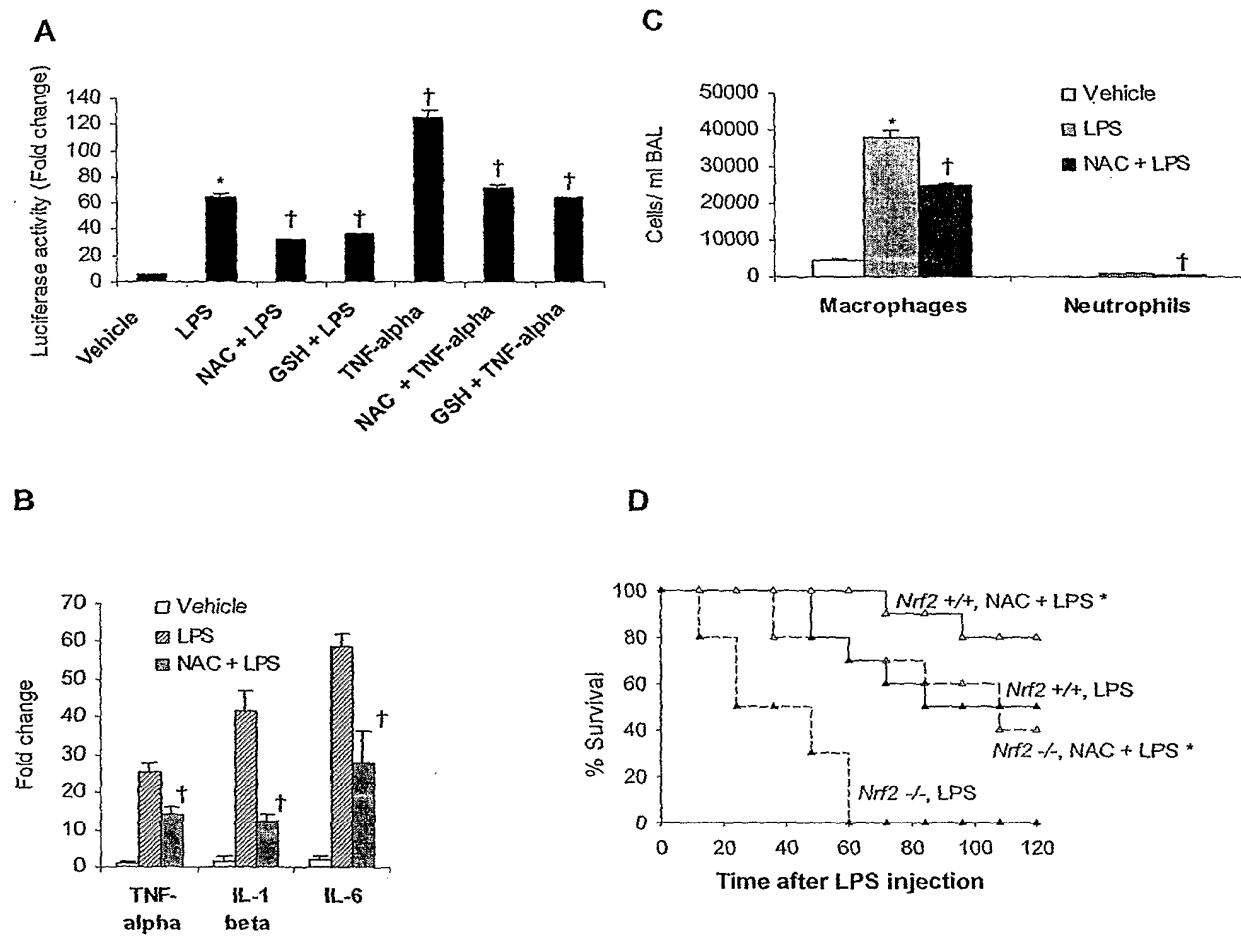 A
Luciferase activity (Fold change)
140
120
100
80
60
40
20
0
*
†
†
†
†
†
Vehicle
LPS
NAC + LPS
GSH + LPS
TNF-alpha
NAC + TNF-alpha
GSH + TNF-alpha
C
Cells/ ml BAL
50000
40000
30000
20000
10000
0
*
†
†
Vehicle
LPS
NAC + LPS
Macrophages
Neutrophils
B
Fold change
70
60
50
40
30
20
10
0
Vehicle
LPS
NAC + LPS
†
†
†
TNF-
alpha
IL-1
beta
IL-6
D
% Survival
100
80
60
40
20
0
Nrf2 +/+, NAC + LPS *
Nrf2 +/+, LPS
Nrf2 -/-, NAC + LPS *
Nrf2 -/-, LPS
0 20 40 60 80 100 120
Time after LPS injection